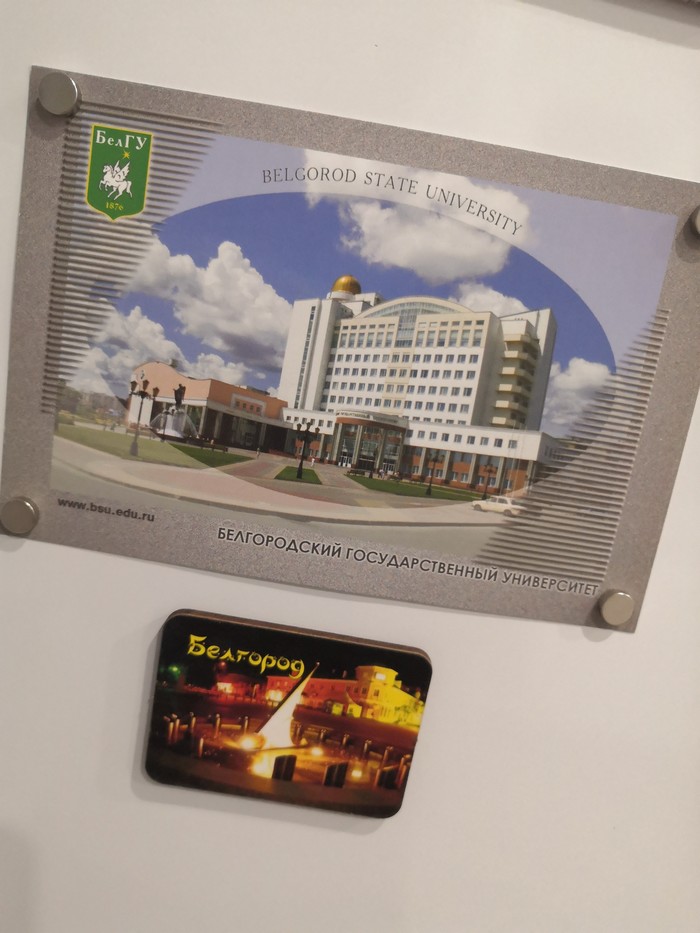 БелГУ
1876
BELGOROD STATE UNIVERSITY
www.bsu.edu.ru
БЕЛГОРОДСКИЙ ГОСУДАРСТВЕННЫЙ УНИВЕРСИТЕТ
Белгород